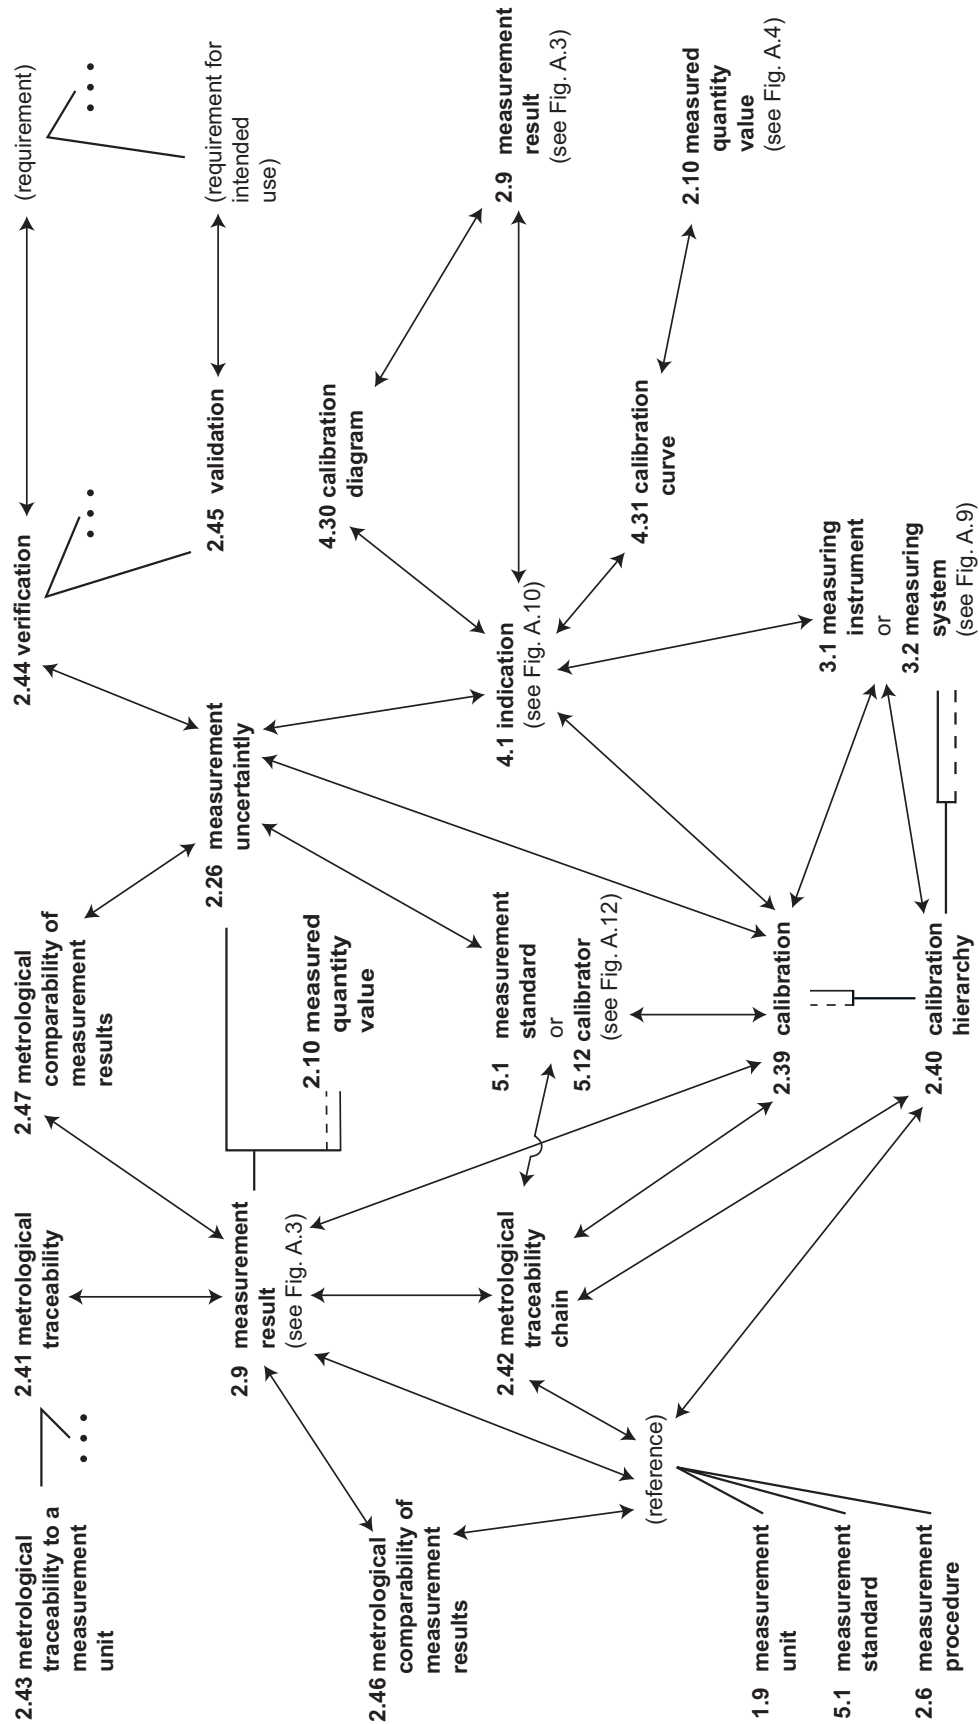 2.43 metrological
traceability to a
measurement
unit
2.41 metrological
traceability
2.47 metrological
comparability of
measurement
results
2.44 verification
(requirement)
2.45 validation
(requirement for
intended
use)
2.9 measurement
result
(see Fig. A.3)
2.26 measurement
uncertaintly
2.10 measured
quantity
value
4.30 calibration
diagram
2.46 metrological
comparability of
measurement
results
2.42 metrological
traceability
chain
5.1 measurement
standard
or
5.12 calibrator
(see Fig. A.12)
4.1 indication
(see Fig. A.10)
2.9 measurement
result
(see Fig. A.3)
4.31 calibration
curve
2.10 measured
quantity
value
(see Fig. A.4)
(reference)
1.9 measurement
unit
5.1 measurement
standard
2.6 measurement
procedure
2.39 calibration
2.40 calibration
hierarchy
3.1 measuring
instrument
or
3.2 measuring
system
(see Fig. A.9)